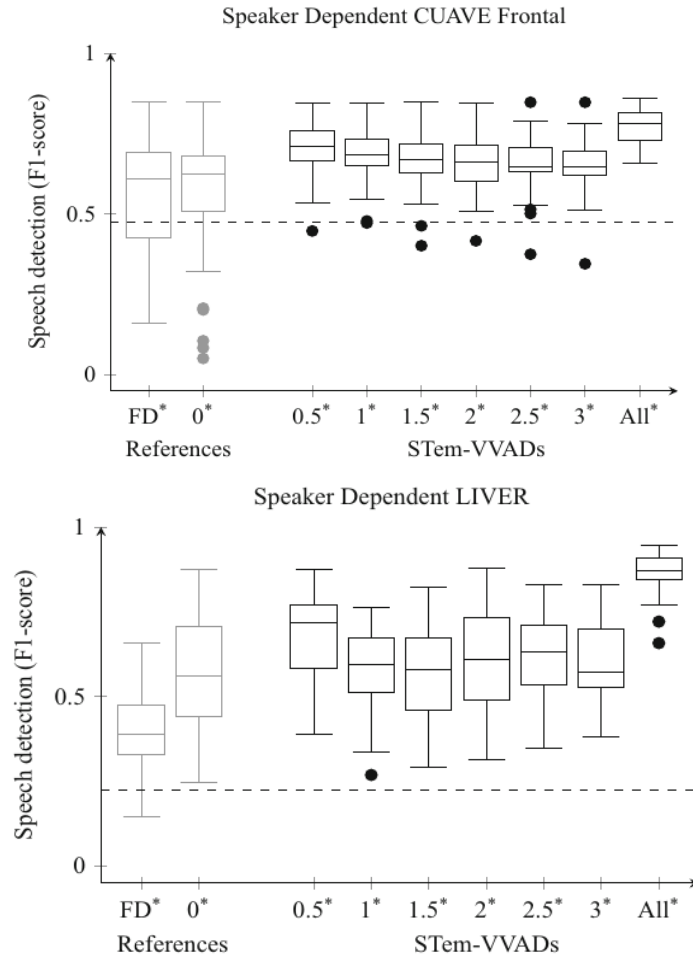 Speaker Dependent CUAVE Frontal
Speech detection (F1-score)
1
0.5
0
FD* 0* 0.5* 1* 1.5* 2* 2.5* 3* All*
References STem-VVADs
Speaker Dependent LIVER
Speech detection (F1-score)
1
0.5
0
FD* 0* 0.5* 1* 1.5* 2* 2.5* 3* All*
References STem-VVADs